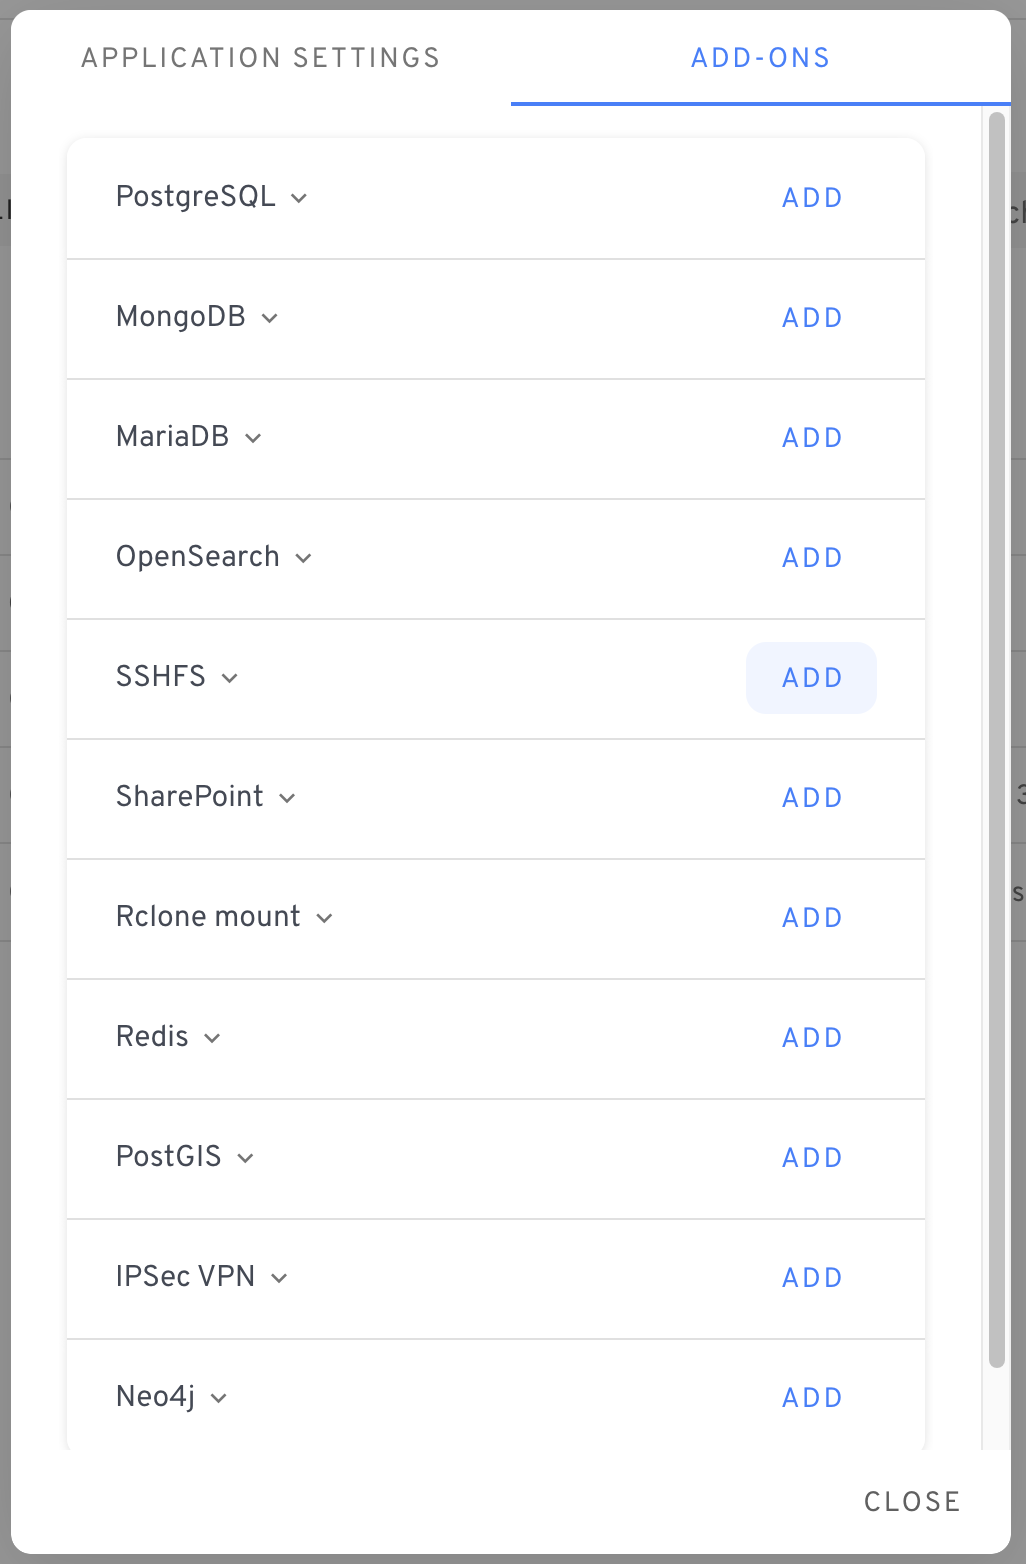 APPLICATION SETTINGS
ADD-ONS
PostgreSQL ADD
MongoDB ADD
MariaDB ADD
OpenSearch ADD
SSHFS ADD
SharePoint ADD
Rclone mount ADD
Redis ADD
PostGIS ADD
IPSec VPN ADD
Neo4j ADD
CLOSE